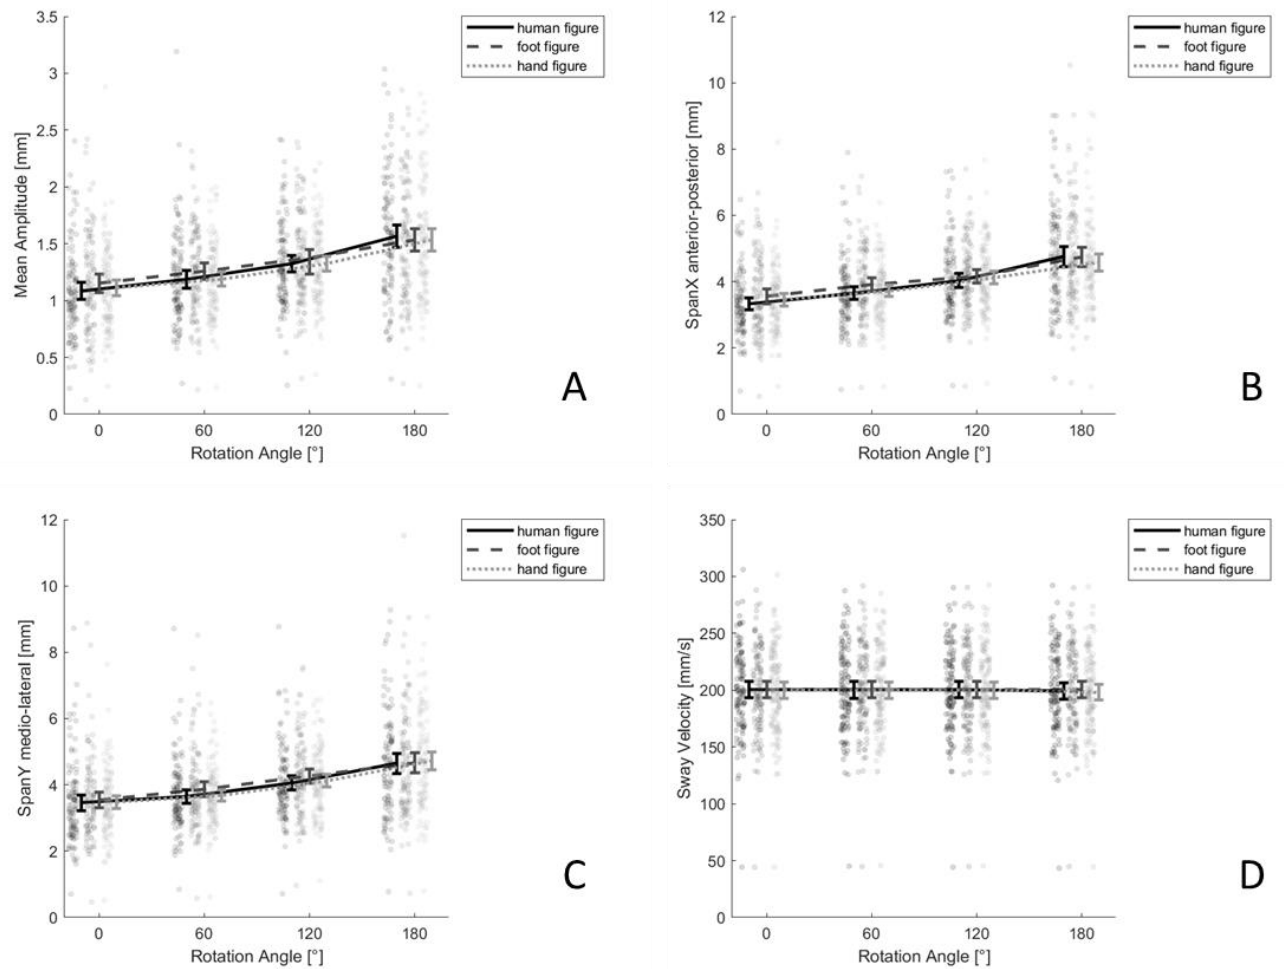 3.5
3
2.5
2
1.5
1
0.5
0
Mean Amplitude [mm]
0 60 120 180
Rotation Angle [°]
human figure
foot figure
hand figure
A
12
10
8
6
4
2
0
SpanX anterior-posterior [mm]
0 60 120 180
Rotation Angle [°]
human figure
foot figure
hand figure
B
12
10
8
6
4
2
0
SpanY medio-lateral [mm]
0 60 120 180
Rotation Angle [°]
human figure
foot figure
hand figure
C
350
300
250
200
150
100
50
0
Sway Velocity [mm/s]
0 60 120 180
Rotation Angle [°]
human figure
foot figure
hand figure
D